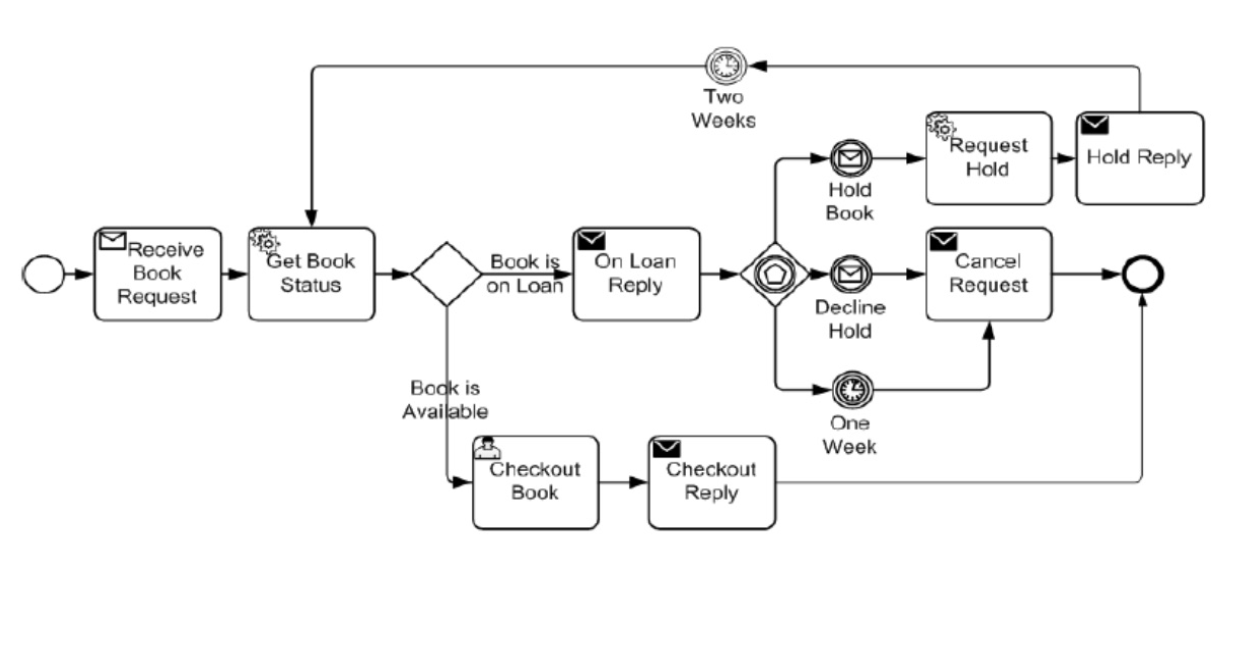 Two
Weeks
Request
Hold
Hold Reply
Hold
Book
Receive
Book
Request
Get Book
Status
Book is
on Loan
On Loan
Reply
Cancel
Request
Decline
Hold
Book is
Available
One
Week
Checkout
Book
Checkout
Reply